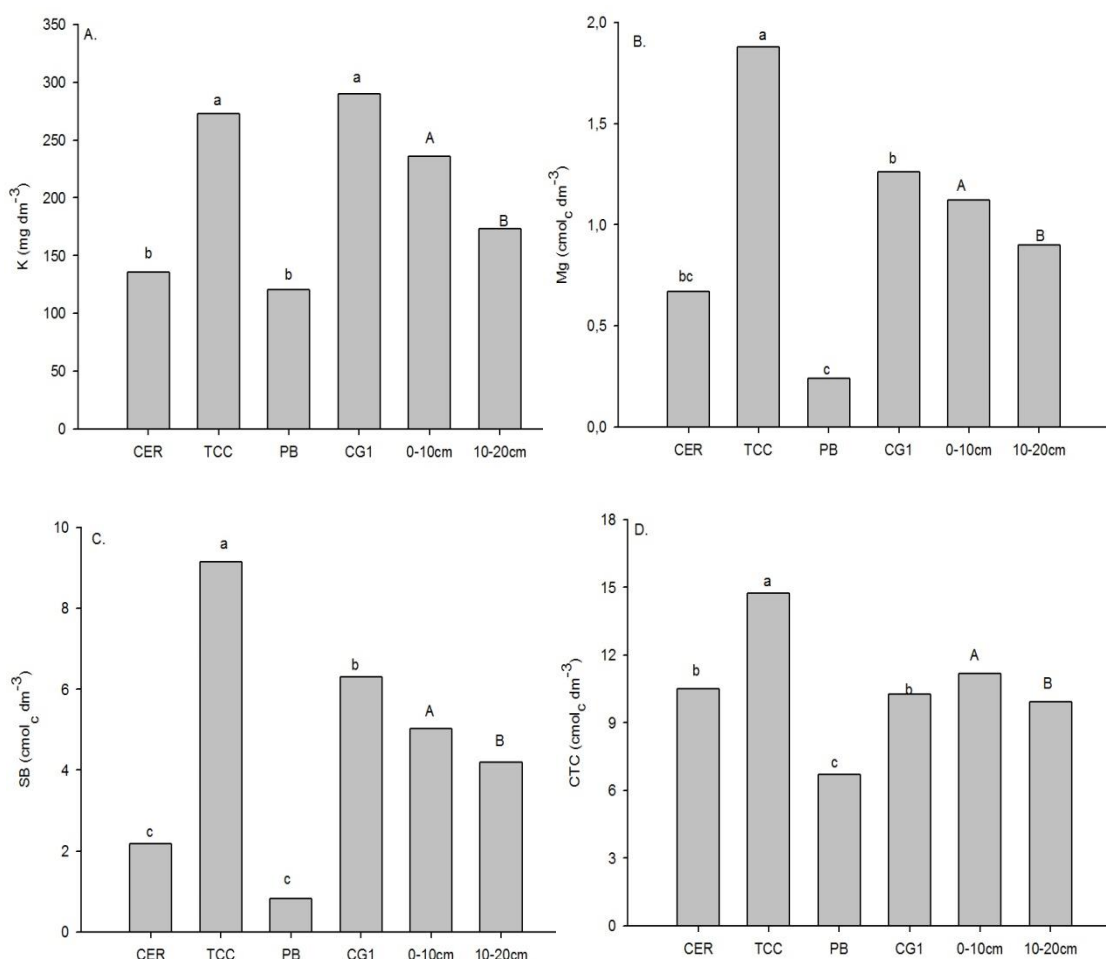 A.
K (mg dm⁻³)
350
300
250
200
150
100
50
0
b
a
b
a
A
B
CER TCC PB CG1 0-10cm 10-20cm
B.
Mg (cmol_c dm⁻³)
2,0
1,5
1,0
0,5
0,0
bc
a
c
b
A
B
CER TCC PB CG1 0-10cm 10-20cm
C.
SB (cmol_c dm⁻³)
10
8
6
4
2
0
c
a
c
b
A
B
CER TCC PB CG1 0-10cm 10-20cm
D.
CTC (cmol_c dm⁻³)
18
15
12
9
6
3
0
b
a
c
b
A
B
CER TCC PB CG1 0-10cm 10-20cm